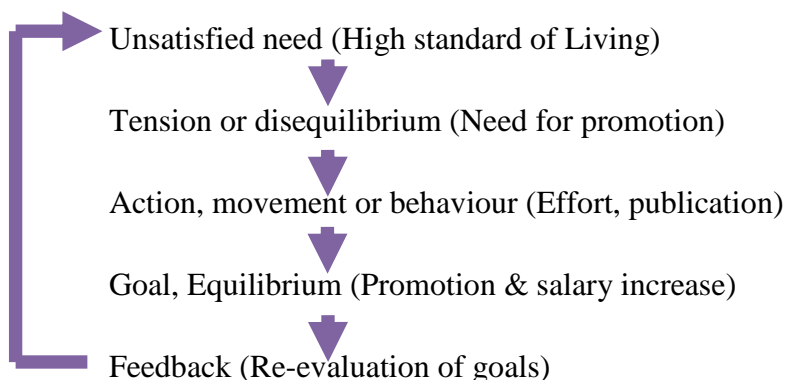 Unsatisfied need (High standard of Living)
Tension or disequilibrium (Need for promotion)
Action, movement or behaviour (Effort, publication)
Goal, Equilibrium (Promotion & salary increase)
Feedback (Re-evaluation of goals)